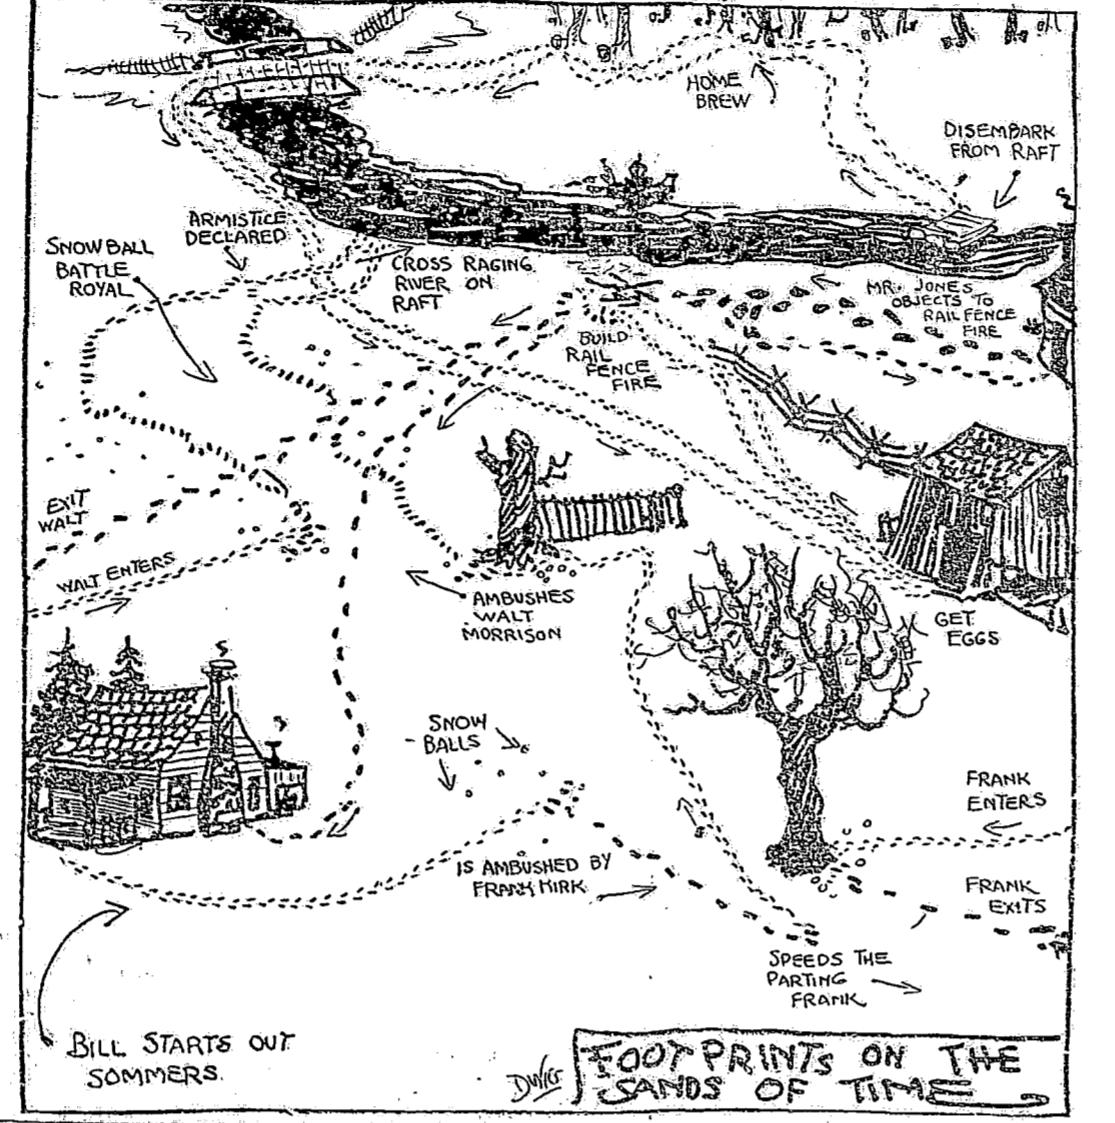 HOME
BREW
DISEMBARK
FROM RAFT
ARMISTICE
DECLARED
SNOW BALL
BATTLE
ROYAL
CROSS RAGING
RIVER ON
RAFT
MR. JONES
OBJECTS TO
RAIL FENCE
FIRE
BUILD
RAIL
FENCE
FIRE
EXIT
WALT
WALT ENTERS
AMBUSHES
WALT
MORRISON
GET
EGGS
SNOW
BALLS
FRANK
ENTERS
IS AMBUSHED BY
FRANK KIRK
FRANK
EXITS
SPEEDS THE
PARTING
FRANK
BILL STARTS OUT
SOMMERS.
FOOT PRINTS ON THE
SANDS OF TIME